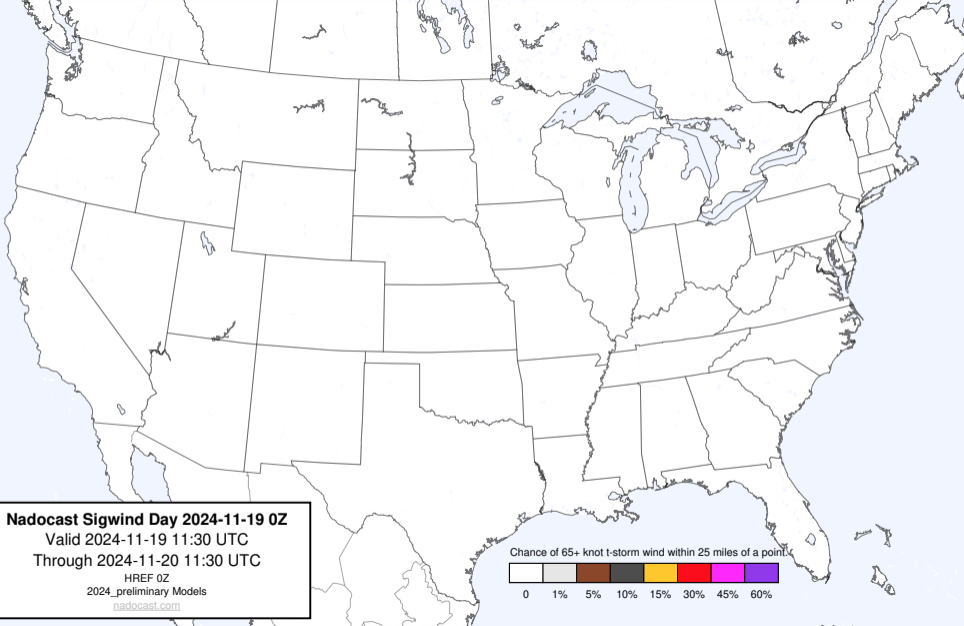 Nadocast Sigwind Day 2024-11-19 0Z
Valid 2024-11-19 11:30 UTC
Through 2024-11-20 11:30 UTC
HREF 0Z
2024_preliminary Models
nadocast.com
Chance of 65+ knot t-storm wind within 25 miles of a point.
0 1% 5% 10% 15% 30% 45% 60%